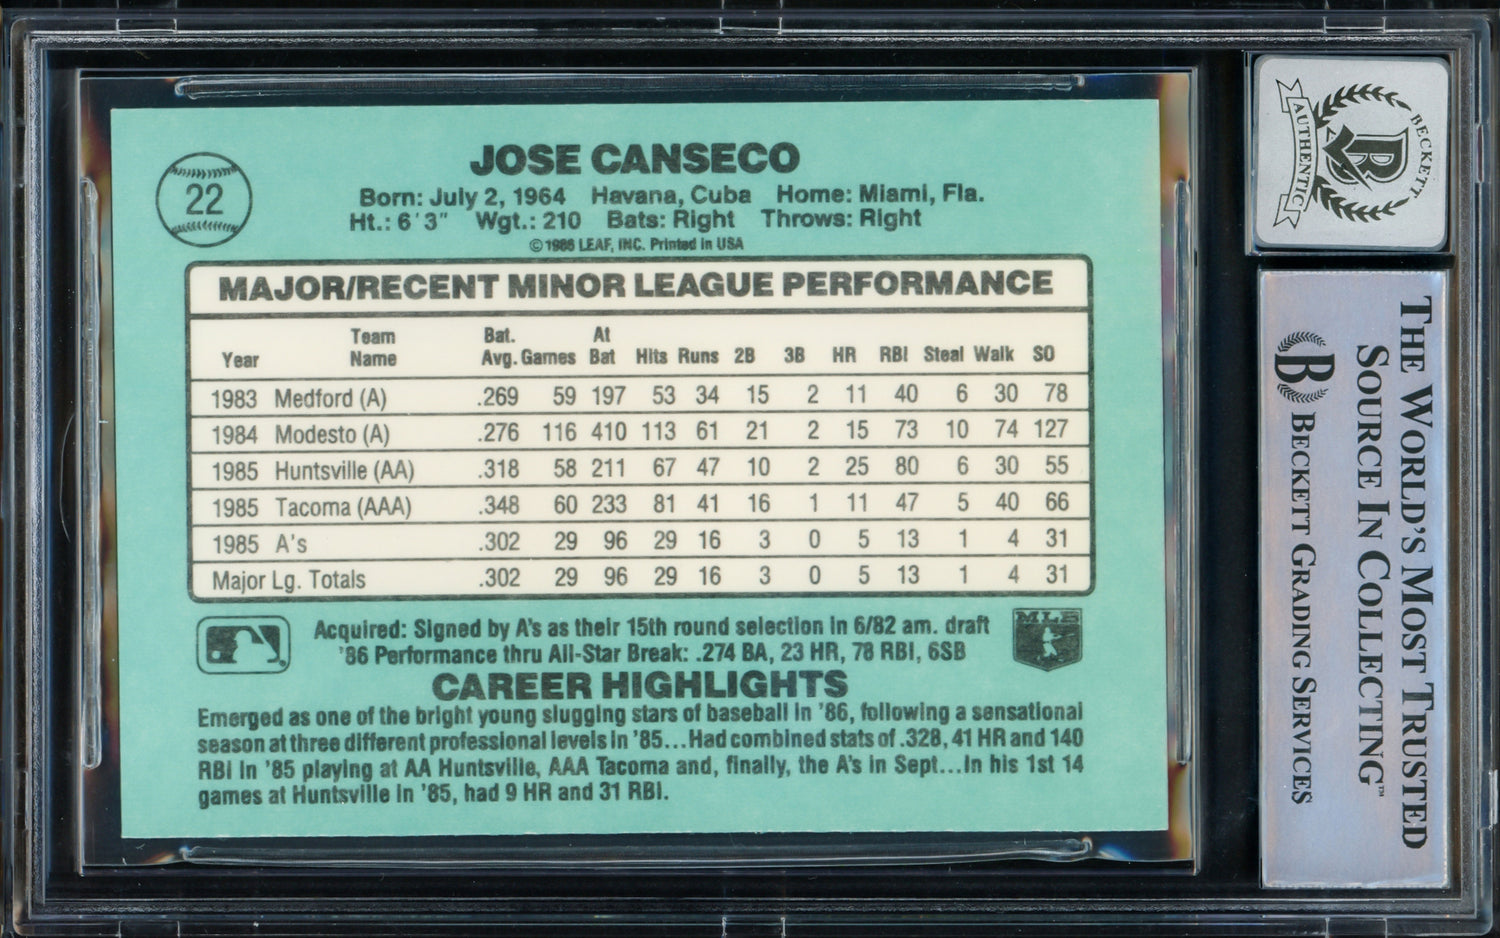 22
JOSE CANSECO
Born: July 2, 1964 Havana, Cuba Home: Miami, Fla.
Ht.: 6'3" Wgt.: 210 Bats: Right Throws: Right
© 1986 LEAF, INC. Printed in USA
MAJOR/RECENT MINOR LEAGUE PERFORMANCE
Year Team Name Bat. Avg. Games At Bat Hits Runs 2B 3B HR RBI Steal Walk SO
1983 Medford (A) .269 59 197 53 34 15 2 11 40 6 30 78
1984 Modesto (A) .276 116 410 113 61 21 2 15 73 10 74 127
1985 Huntsville (AA) .318 58 211 67 47 10 2 25 80 6 30 55
1985 Tacoma (AAA) .348 60 233 81 41 16 1 11 47 5 40 66
1985 A's .302 29 96 29 16 3 0 5 13 1 4 31
Major Lg. Totals .302 29 96 29 16 3 0 5 13 1 4 31
Acquired: Signed by A's as their 15th round selection in 6/82 am. draft
'86 Performance thru All-Star Break: .274 BA, 23 HR, 78 RBI, 6SB
MLB
CAREER HIGHLIGHTS
Emerged as one of the bright young slugging stars of baseball in '86, following a sensational
season at three different professional levels in '85...Had combined stats of .328, 41 HR and 140
RBI in '85 playing at AA Huntsville, AAA Tacoma and, finally, the A's in Sept...In his 1st 14
games at Huntsville in '85, had 9 HR and 31 RBI.
BECKETT
AUTHENTIC
THE WORLD'S MOST TRUSTED
SOURCE IN COLLECTING™
B BECKETT GRADING SERVICES